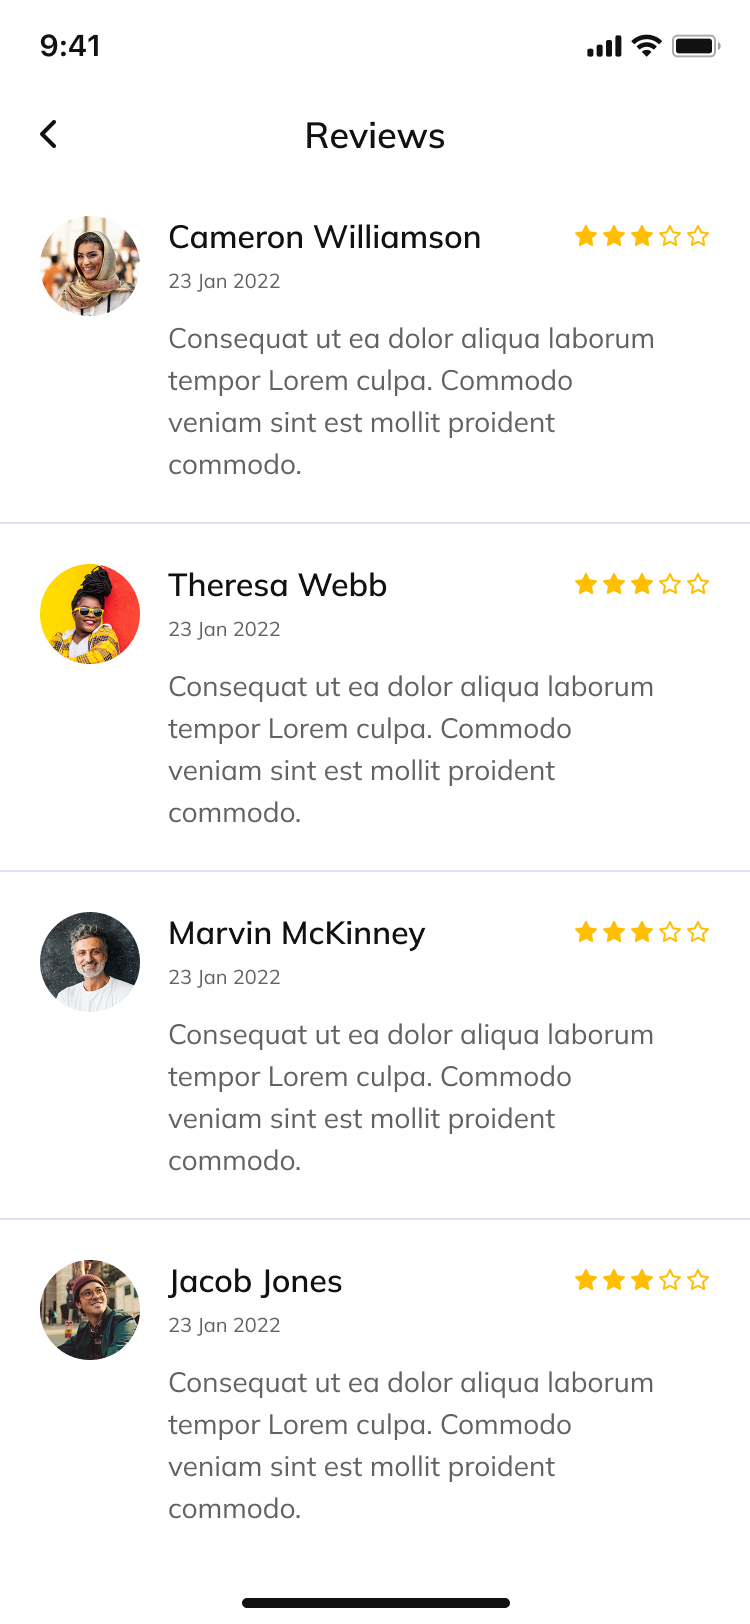 9:41
Reviews
Cameron Williamson
23 Jan 2022
Consequat ut ea dolor aliqua laborum
tempor Lorem culpa. Commodo
veniam sint est mollit proident
commodo.
Theresa Webb
23 Jan 2022
Consequat ut ea dolor aliqua laborum
tempor Lorem culpa. Commodo
veniam sint est mollit proident
commodo.
Marvin McKinney
23 Jan 2022
Consequat ut ea dolor aliqua laborum
tempor Lorem culpa. Commodo
veniam sint est mollit proident
commodo.
Jacob Jones
23 Jan 2022
Consequat ut ea dolor aliqua laborum
tempor Lorem culpa. Commodo
veniam sint est mollit proident
commodo.